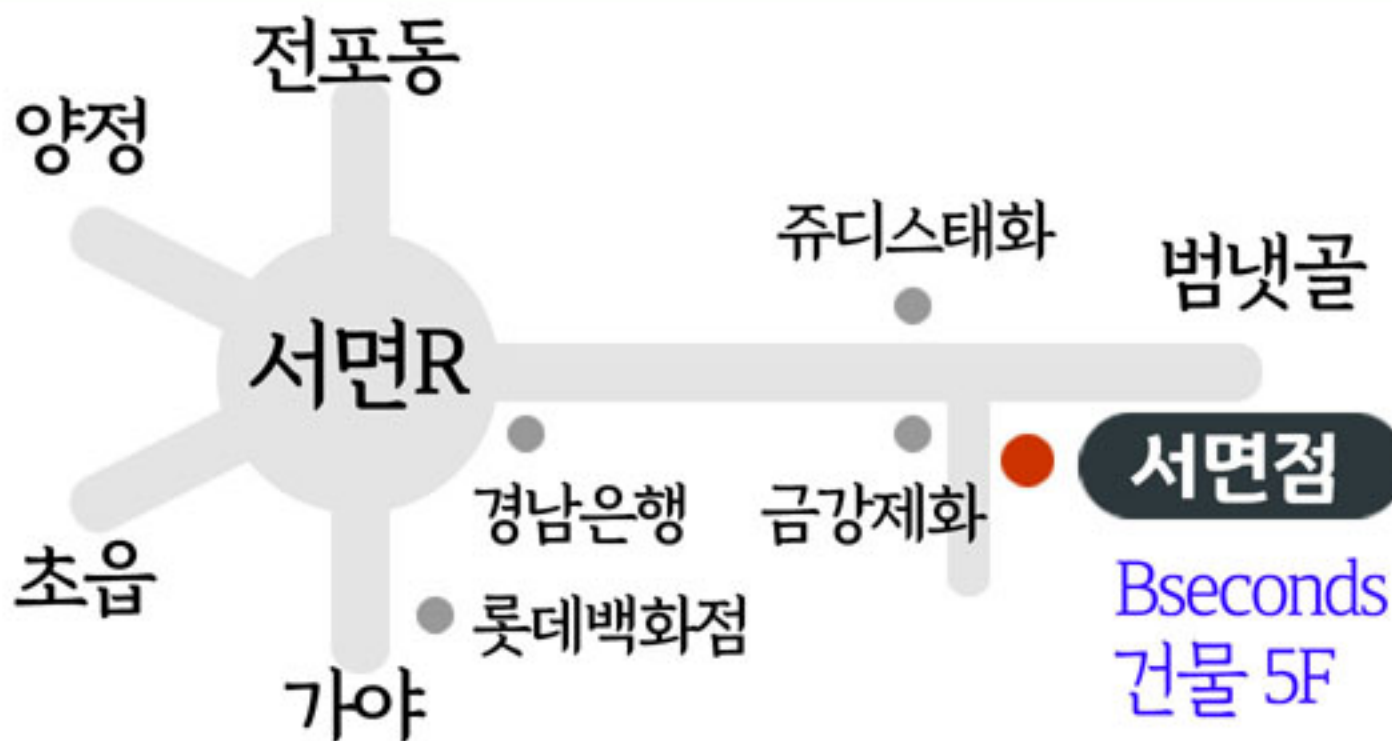 전포동
양정
쥬디스태화
범냇골
서면R
서면점
경남은행
금강제화
초읍
Bseconds
건물 5F
롯데백화점
가야